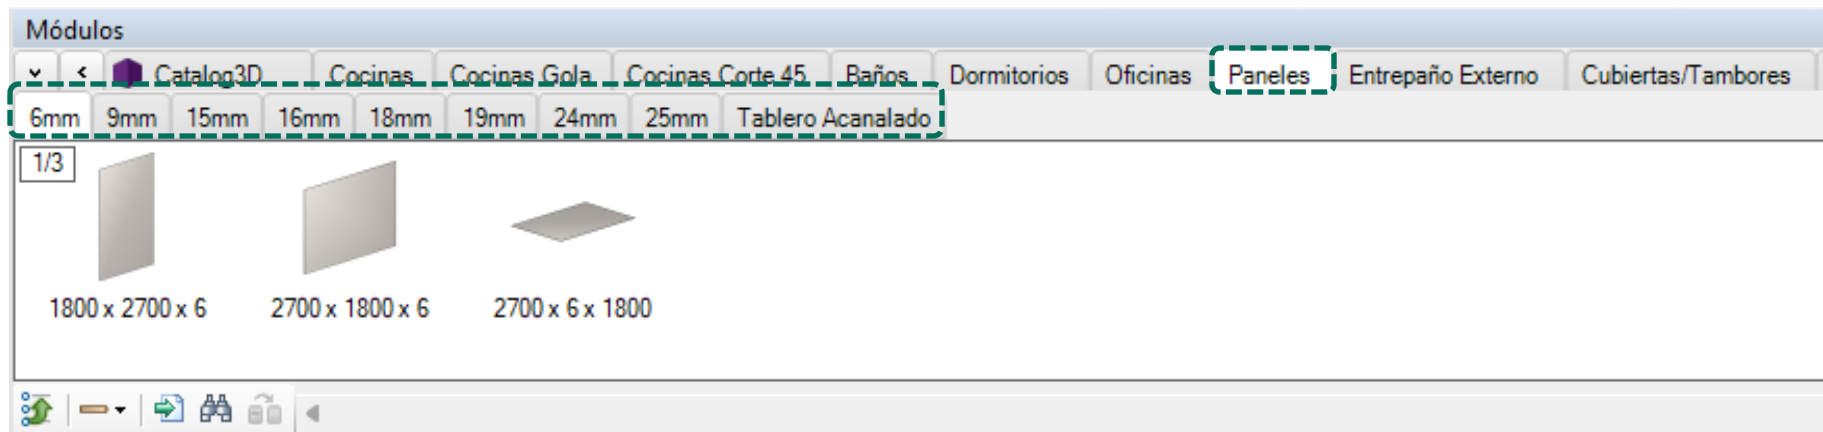 Módulos
Catalog3D Cocinas Cocinas Gola Cocinas Corte 45 Baños Dormitorios Oficinas Paneles Entrepaño Externo Cubiertas/Tambores
6mm 9mm 15mm 16mm 18mm 19mm 24mm 25mm Tablero Acanalado
1/3
1800 x 2700 x 6 2700 x 1800 x 6 2700 x 6 x 1800